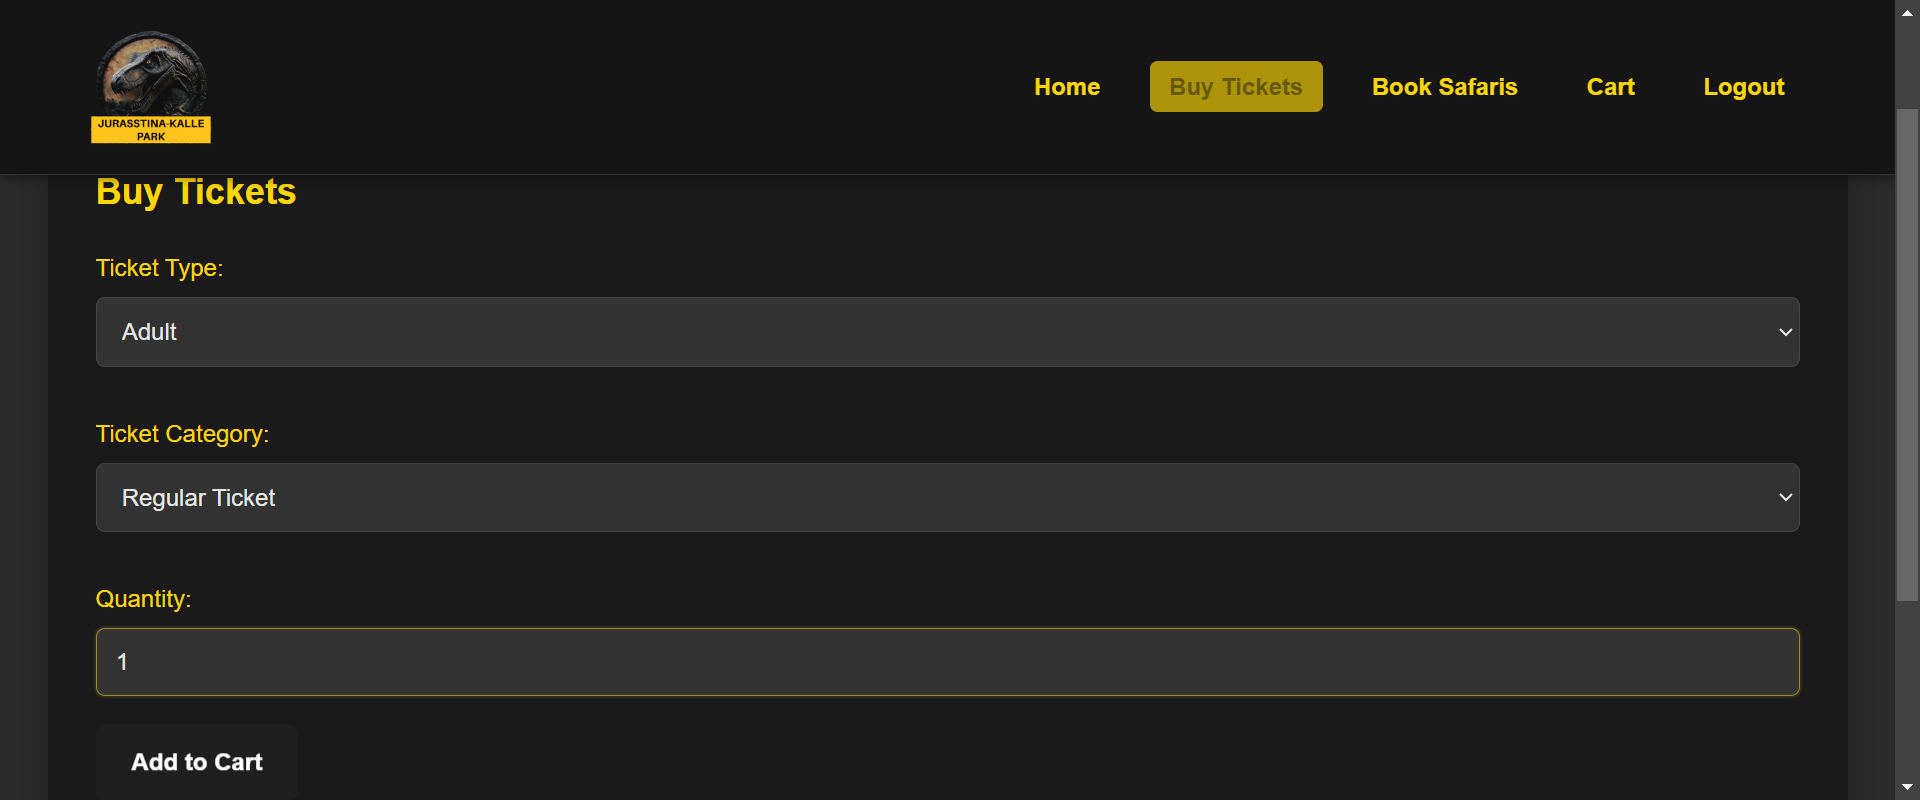 JURASSTINA-KALLE
PARK
Home
Buy Tickets
Book Safaris
Cart
Logout
Buy Tickets
Ticket Type:
Adult
Ticket Category:
Regular Ticket
Quantity:
1
Add to Cart